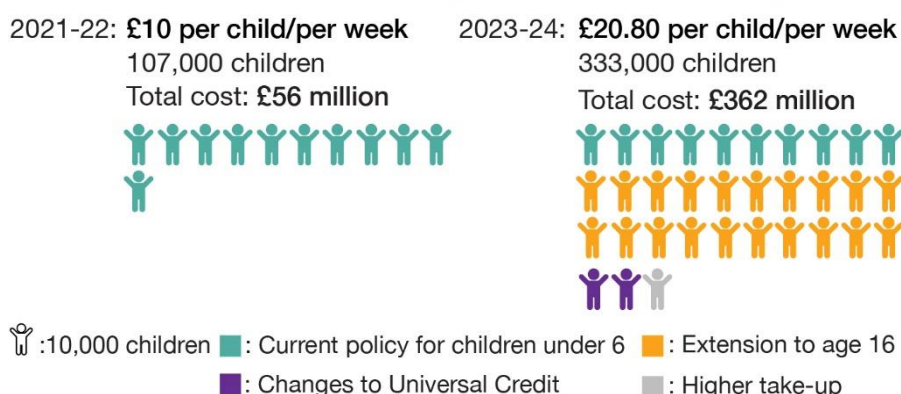 2021-22: £10 per child/per week
107,000 children
Total cost: £56 million
2023-24: £20.80 per child/per week
333,000 children
Total cost: £362 million
:10,000 children : Current policy for children under 6 : Extension to age 16
: Changes to Universal Credit : Higher take-up